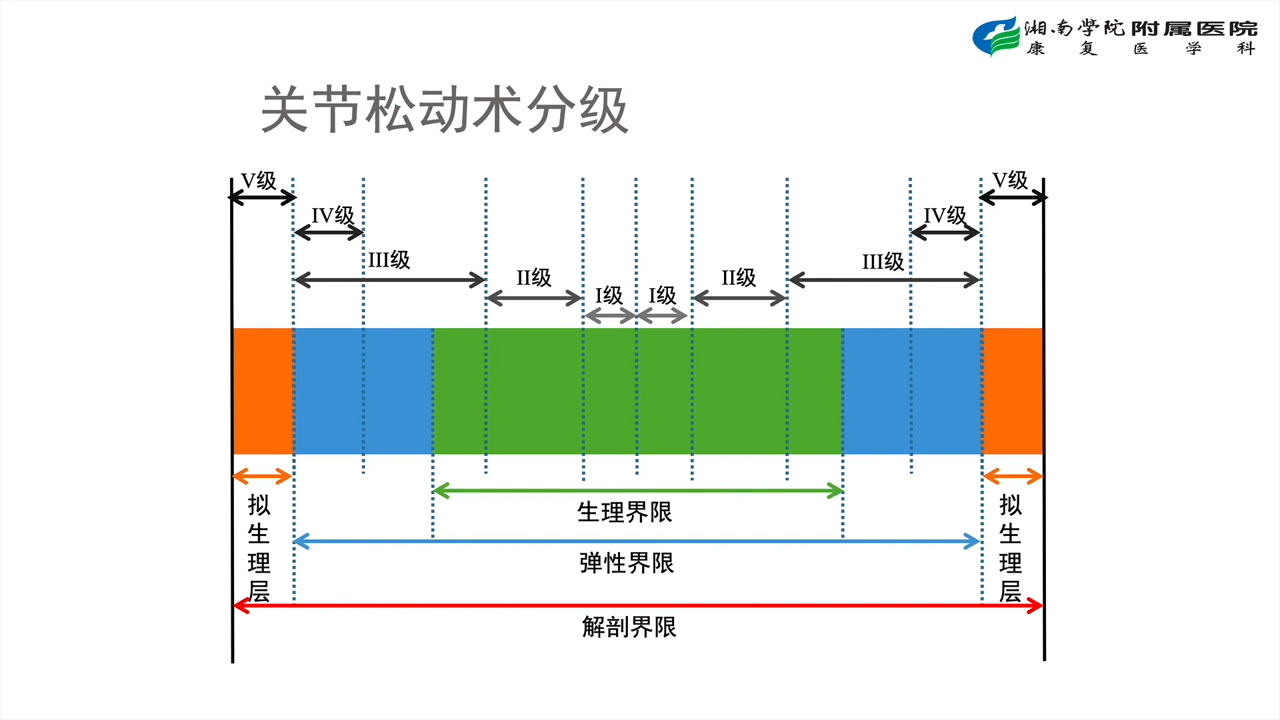 湘南学院附属医院
康复医学科
关节松动术分级
V级
V级
IV级
IV级
III级
III级
II级
II级
I级
I级
拟生理层
拟生理层
生理界限
弹性界限
解剖界限